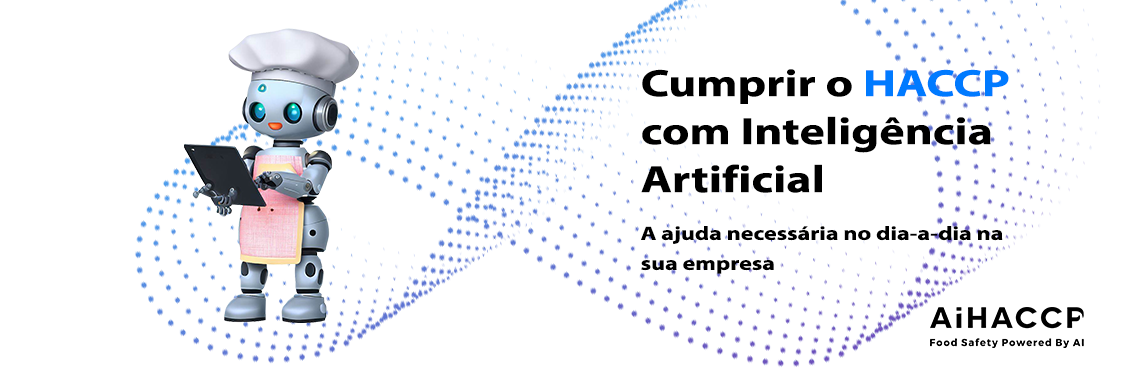 Cumprir o HACCP
com Inteligência
Artificial
A ajuda necessária no dia-a-dia na
sua empresa
AiHACCP
Food Safety Powered By AI